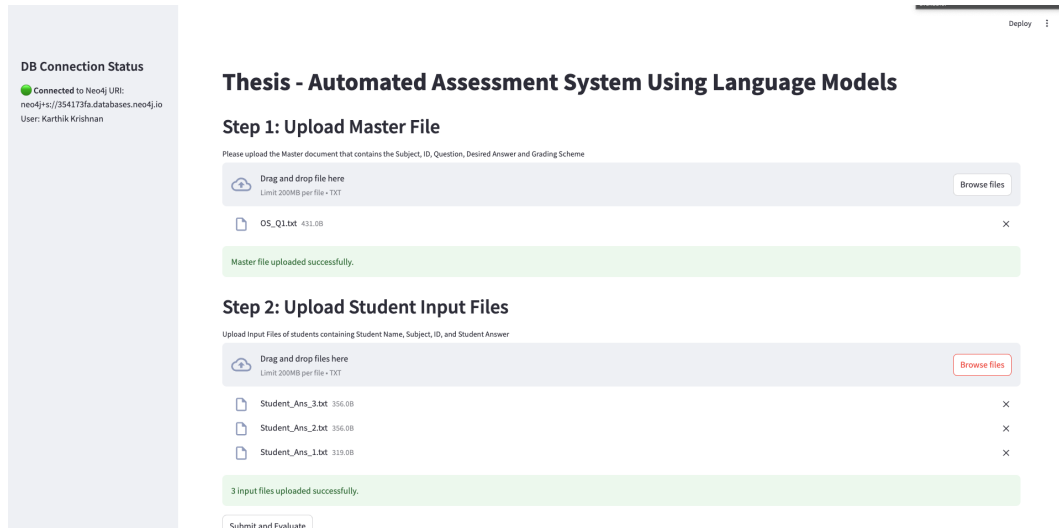 Deploy
DB Connection Status
Connected to Neo4j URI:
neo4j+s://354173fa.databases.neo4j.io
User: Karthik Krishnan
Thesis - Automated Assessment System Using Language Models
Step 1: Upload Master File
Please upload the Master document that contains the Subject, ID, Question, Desired Answer and Grading Scheme
Drag and drop file here
Limit 200MB per file • TXT
Browse files
OS_Q1.txt 431.0B
Master file uploaded successfully.
Step 2: Upload Student Input Files
Upload Input Files of students containing Student Name, Subject, ID, and Student Answer
Drag and drop files here
Limit 200MB per file • TXT
Browse files
Student_Ans_3.txt 356.0B
Student_Ans_2.txt 356.0B
Student_Ans_1.txt 319.0B
3 input files uploaded successfully.
Submit and Evaluate